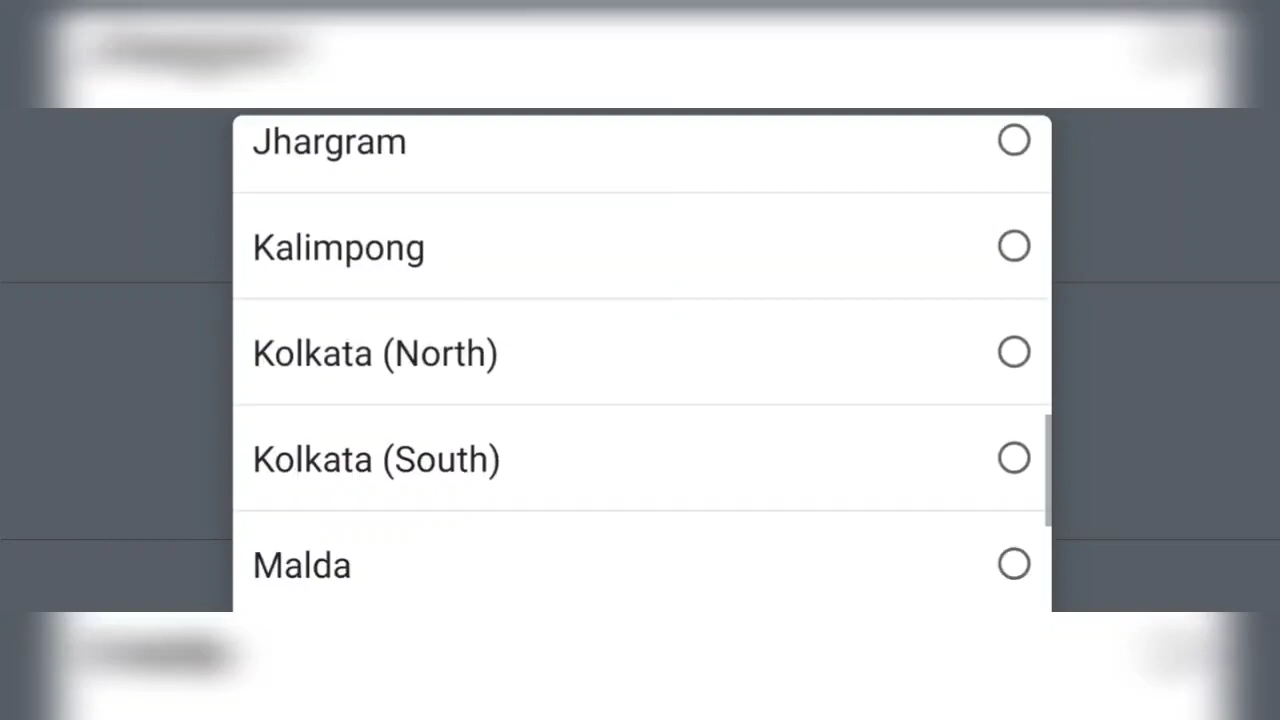 Jhargram
Kalimpong
Kolkata (North)
Kolkata (South)
Malda